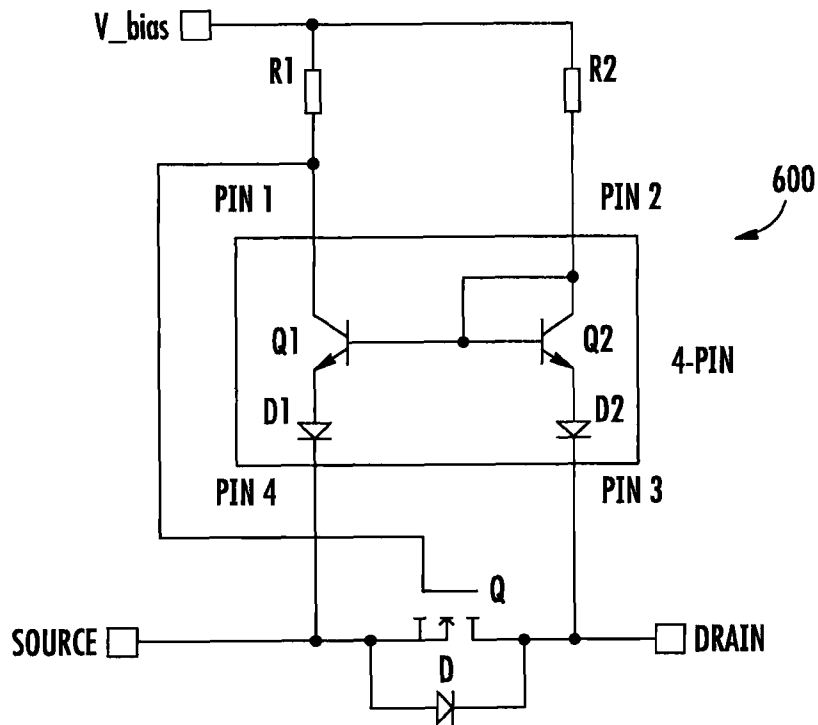 V_bias
R1
R2
PIN 1
PIN 2
600
Q1
Q2
4-PIN
D1
D2
PIN 4
PIN 3
Q
SOURCE
DRAIN
D